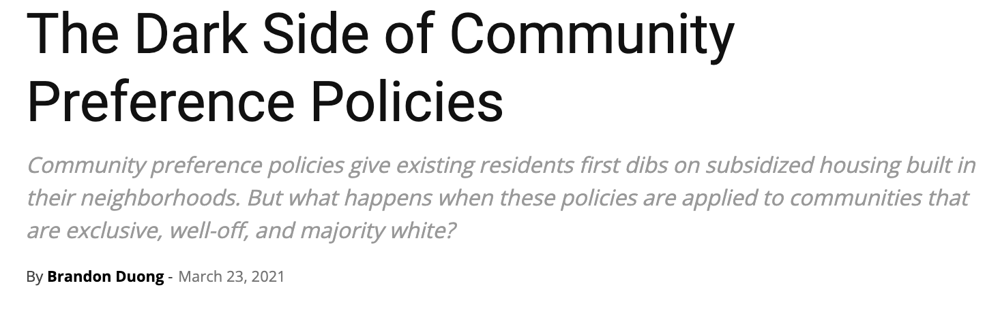 The Dark Side of Community
Preference Policies
Community preference policies give existing residents first dibs on subsidized housing built in
their neighborhoods. But what happens when these policies are applied to communities that
are exclusive, well-off, and majority white?
By Brandon Duong - March 23, 2021